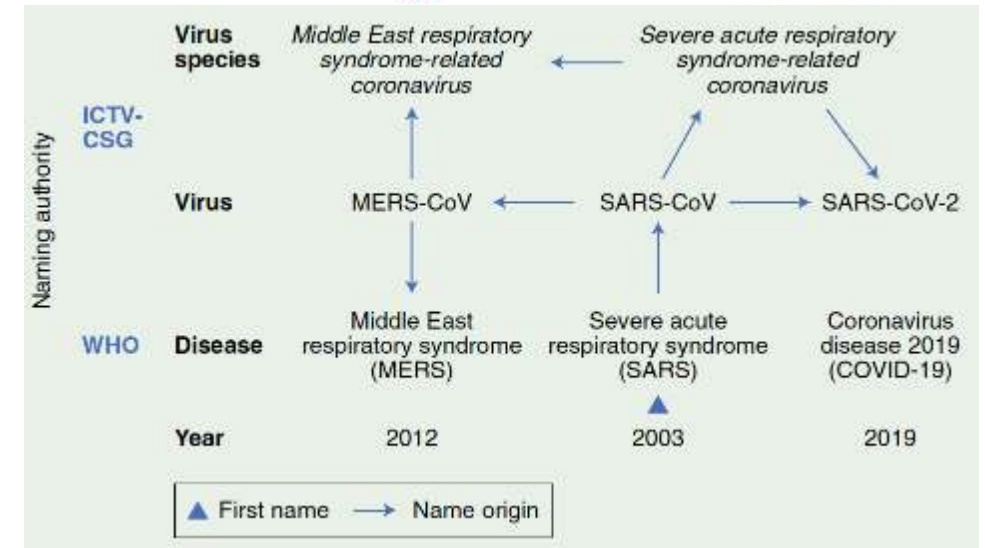 Virus
species
Middle East respiratory
syndrome-related
coronavirus
Severe acute respiratory
syndrome-related
coronavirus
ICTV-
CSG
Naming authority
Virus
MERS-CoV
SARS-CoV
SARS-CoV-2
WHO
Disease
Middle East
respiratory syndrome
(MERS)
Severe acute
respiratory syndrome
(SARS)
Coronavirus
disease 2019
(COVID-19)
Year
2012
2003
2019
First name
Name origin